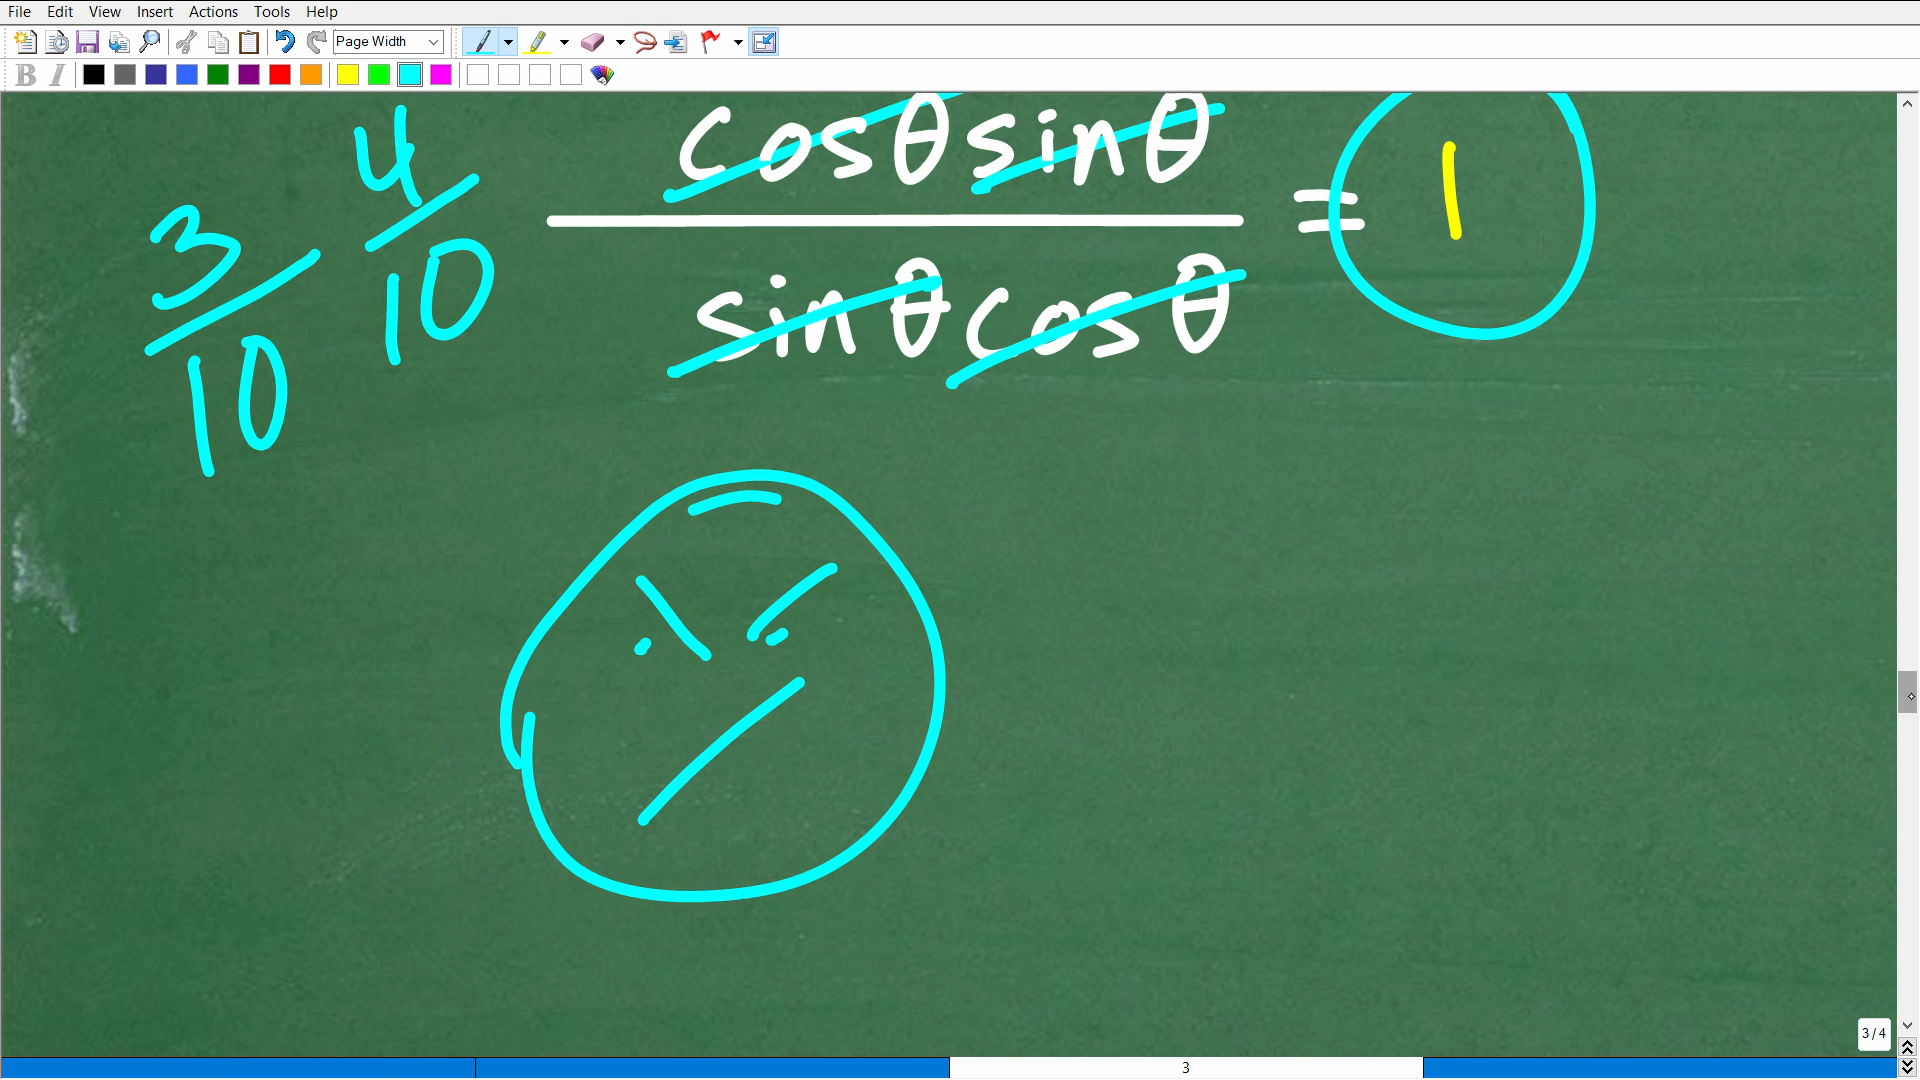 File Edit View Insert Actions Tools Help
Page Width
B I
3/10
4/10
cosθsinθ
sinθcosθ
= 1
3 / 4
3